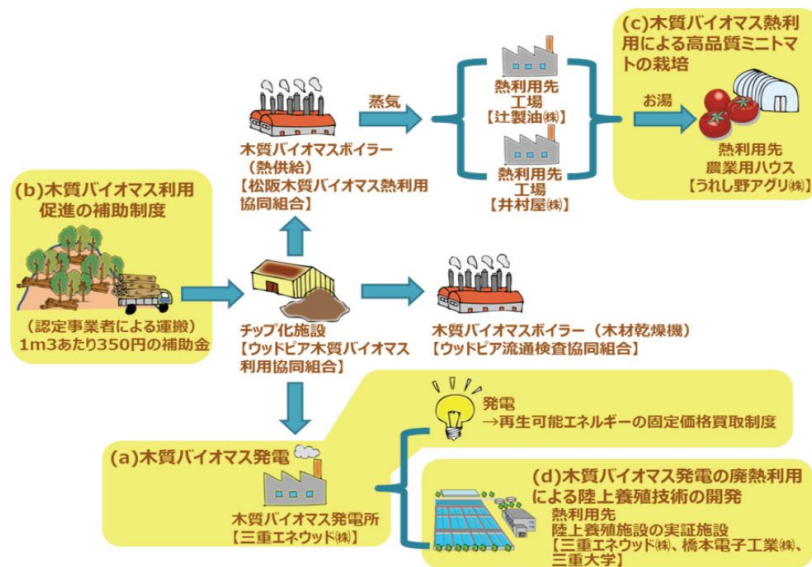 (c)木質バイオマス熱利
用による高品質ミニトマ
トの栽培
蒸気
熱利用先
工場
【辻製油㈱】
お湯
熱利用先
農業用ハウス
【うれし野アグリ㈱】
木質バイオマスボイラー
(熱供給)
【松阪木質バイオマス熱利用
協同組合】
熱利用先
工場
【井村屋㈱】
(b)木質バイオマス利用
促進の補助制度
(認定事業者による運搬)
1m3あたり350円の補助金
チップ化施設
【ウッドピア木質バイオマス
利用協同組合】
木質バイオマスボイラー(木材乾燥機)
【ウッドピア流通検査協同組合】
(a)木質バイオマス発電
木質バイオマス発電所
【三重エネウッド㈱】
発電
→再生可能エネルギーの固定価格買取制度
(d)木質バイオマス発電の廃熱利用
による陸上養殖技術の開発
熱利用先
陸上養殖施設の実証施設
【三重エネウッド㈱、橋本電子工業㈱、
三重大学】